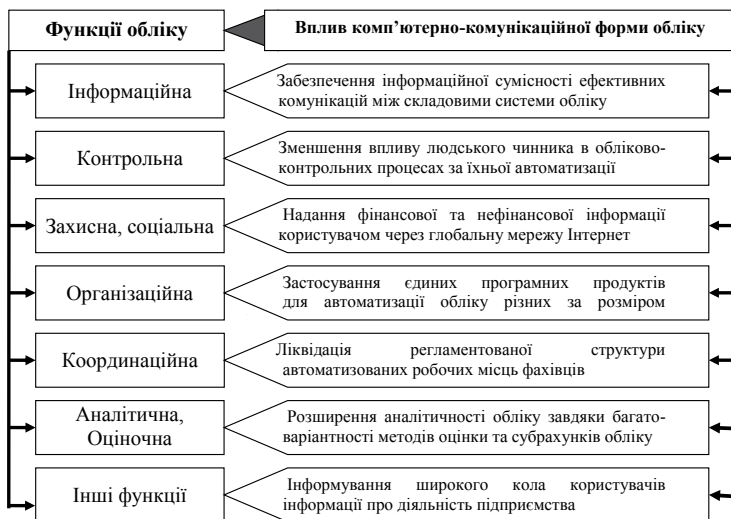 Функції обліку
Вплив комп’ютерно-комунікаційної форми обліку
Інформаційна
Забезпечення інформаційної сумісності ефективних
комунікацій між складовими системи обліку
Контрольна
Зменшення впливу людського чинника в обліково-
контрольних процесах за їхньої автоматизації
Захисна, соціальна
Надання фінансової та нефінансової інформації
користувачом через глобальну мережу Інтернет
Організаційна
Застосування єдиних програмних продуктів
для автоматизації обліку різних за розміром
Координаційна
Ліквідація регламентованої структури
автоматизованих робочих місць фахівців
Аналітична,
Оціночна
Розширення аналітичності обліку завдяки багато-
варіантності методів оцінки та субрахунків обліку
Інші функції
Інформування широкого кола користувачів
інформації про діяльність підприємства